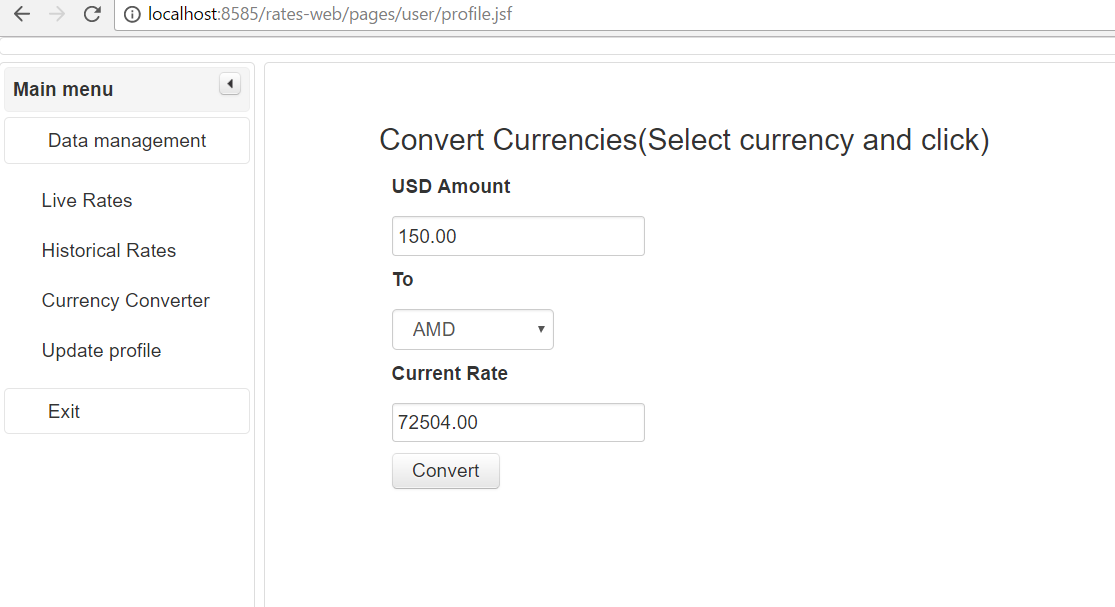 localhost:8585/rates-web/pages/user/profile.jsf
Main menu
Data management
Live Rates
Historical Rates
Currency Converter
Update profile
Exit
Convert Currencies(Select currency and click)
USD Amount
150.00
To
AMD
Current Rate
72504.00
Convert